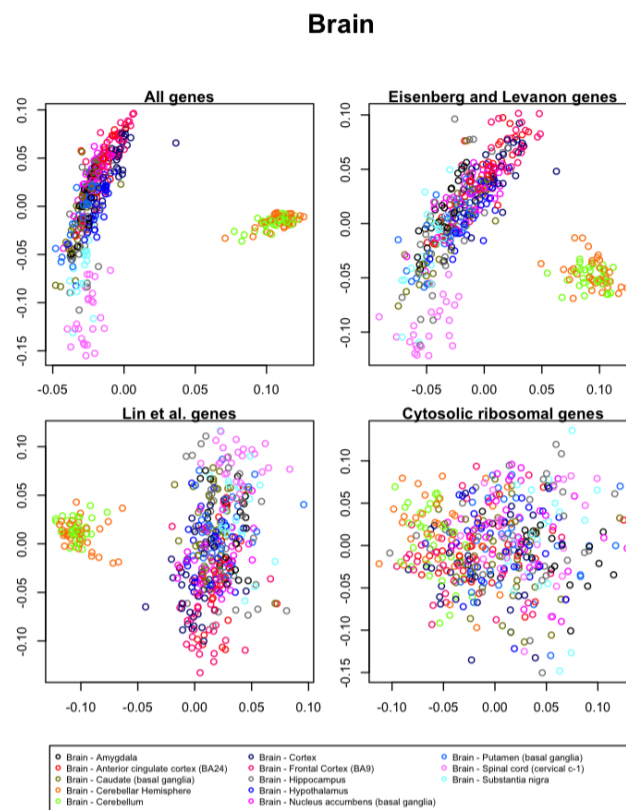 Brain
All genes
Eisenberg and Levanon genes
0.10
0.05
0.00
-0.05
-0.10
-0.15
-0.05
0.00
0.10
0.10
0.05
0.00
-0.05
-0.10
-0.10
-0.05
0.00
0.05
0.10
Lin et al. genes
Cytosolic ribosomal genes
0.10
0.05
0.00
-0.05
-0.10
-0.10
-0.05
0.00
0.05
0.10
0.10
0.05
0.00
-0.05
-0.10
-0.15
-0.10
-0.05
0.00
0.05
0.10
Brain - Amygdala
Brain - Anterior cingulate cortex (BA24)
Brain - Caudate (basal ganglia)
Brain - Cerebellar Hemisphere
Brain - Cerebellum
Brain - Cortex
Brain - Frontal Cortex (BA9)
Brain - Hippocampus
Brain - Hypothalamus
Brain - Nucleus accumbens (basal ganglia)
Brain - Putamen (basal ganglia)
Brain - Spinal cord (cervical c-1)
Brain - Substantia nigra